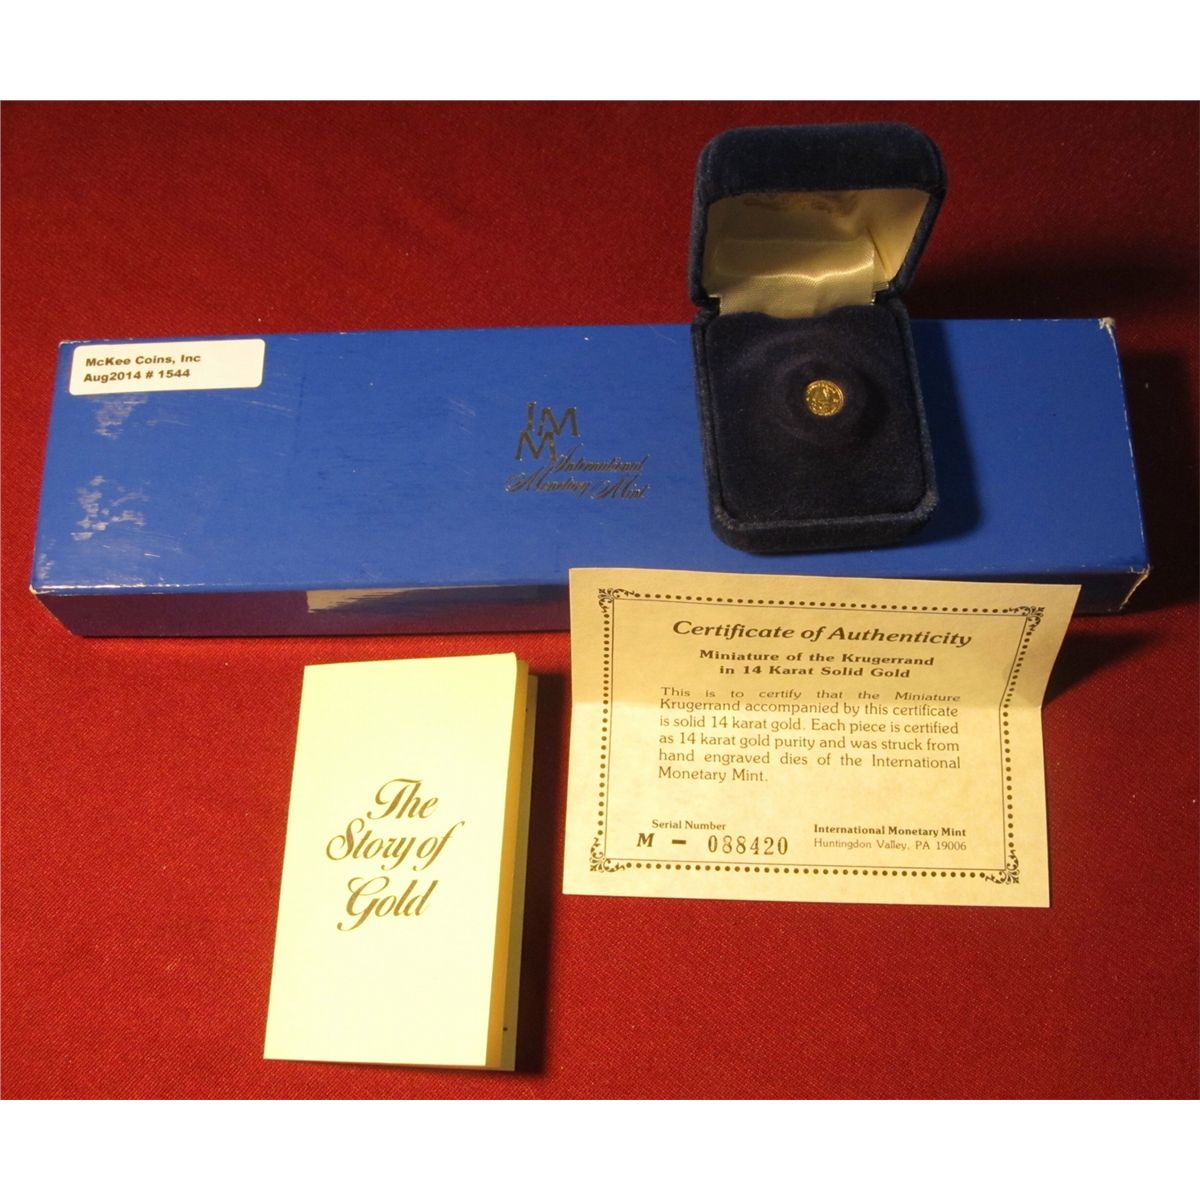 McKee Coins, Inc
Aug2014 # 1544
IMM
International
Monetary Mint
Certificate of Authenticity
Miniature of the Krugerrand
in 14 Karat Solid Gold
This is to certify that the Miniature
Krugerrand accompanied by this certificate
is solid 14 karat gold. Each piece is certified
as 14 karat gold purity and was struck from
hand engraved dies of the International
Monetary Mint.
Serial Number
M - 088420
International Monetary Mint
Huntingdon Valley, PA 19006
The
Story of
Gold